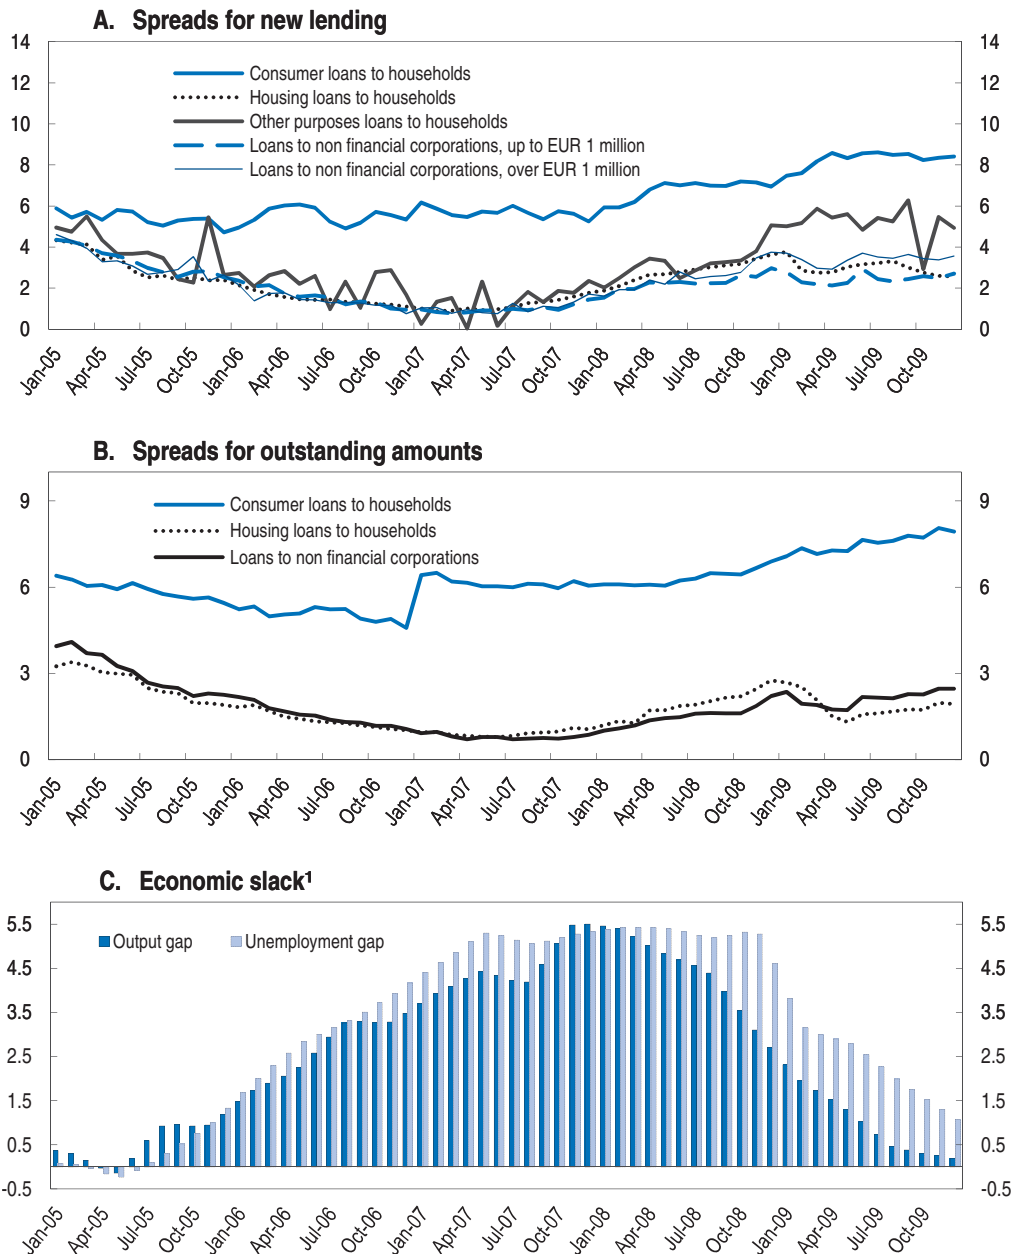 A. Spreads for new lending
14 14
12 12
10 10
8 8
6 6
4 4
2 2
0 0
Consumer loans to households
Housing loans to households
Other purposes loans to households
Loans to non financial corporations, up to EUR 1 million
Loans to non financial corporations, over EUR 1 million
Jan-05 Apr-05 Jul-05 Oct-05 Jan-06 Apr-06 Jul-06 Oct-06 Jan-07 Apr-07 Jul-07 Oct-07 Jan-08 Apr-08 Jul-08 Oct-08 Jan-09 Apr-09 Jul-09 Oct-09
B. Spreads for outstanding amounts
9 9
6 6
3 3
0 0
Consumer loans to households
Housing loans to households
Loans to non financial corporations
Jan-05 Apr-05 Jul-05 Oct-05 Jan-06 Apr-06 Jul-06 Oct-06 Jan-07 Apr-07 Jul-07 Oct-07 Jan-08 Apr-08 Jul-08 Oct-08 Jan-09 Apr-09 Jul-09 Oct-09
C. Economic slack¹
5.5 5.5
4.5 4.5
3.5 3.5
2.5 2.5
1.5 1.5
0.5 0.5
-0.5 -0.5
Output gap Unemployment gap
Jan-05 Apr-05 Jul-05 Oct-05 Jan-06 Apr-06 Jul-06 Oct-06 Jan-07 Apr-07 Jul-07 Oct-07 Jan-08 Apr-08 Jul-08 Oct-08 Jan-09 Apr-09 Jul-09 Oct-09